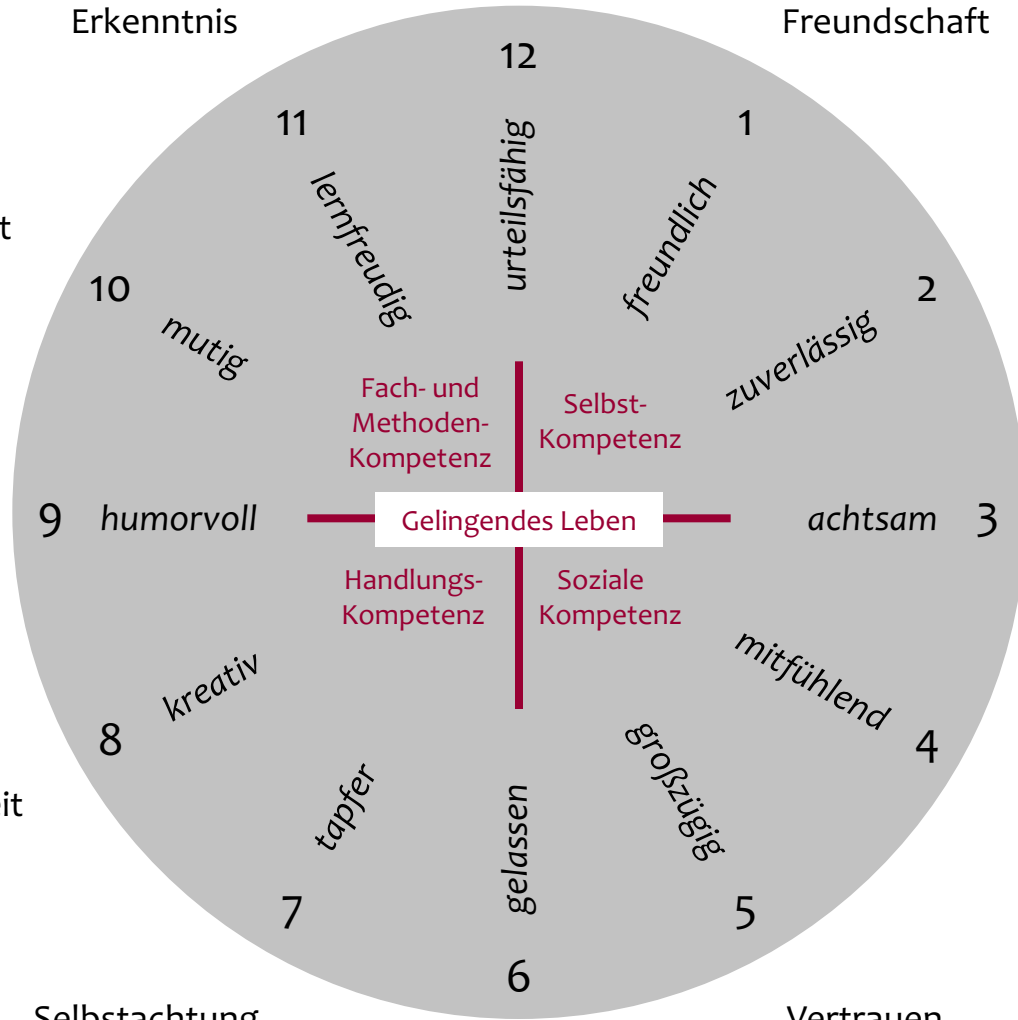 Erkenntnis
Freundschaft
12
urteilsfähig
11
lernfreudig
1
freundlich
10
mutig
2
zuverlässig
Fach- und
Methoden-
Kompetenz
Selbst-
Kompetenz
9
humorvoll
Gelingendes Leben
achtsam
3
Handlungs-
Kompetenz
Soziale
Kompetenz
8
kreativ
mitfühlend
4
7
tapfer
gelassen
6
großzügig
5
Selbstachtung
Vertrauen